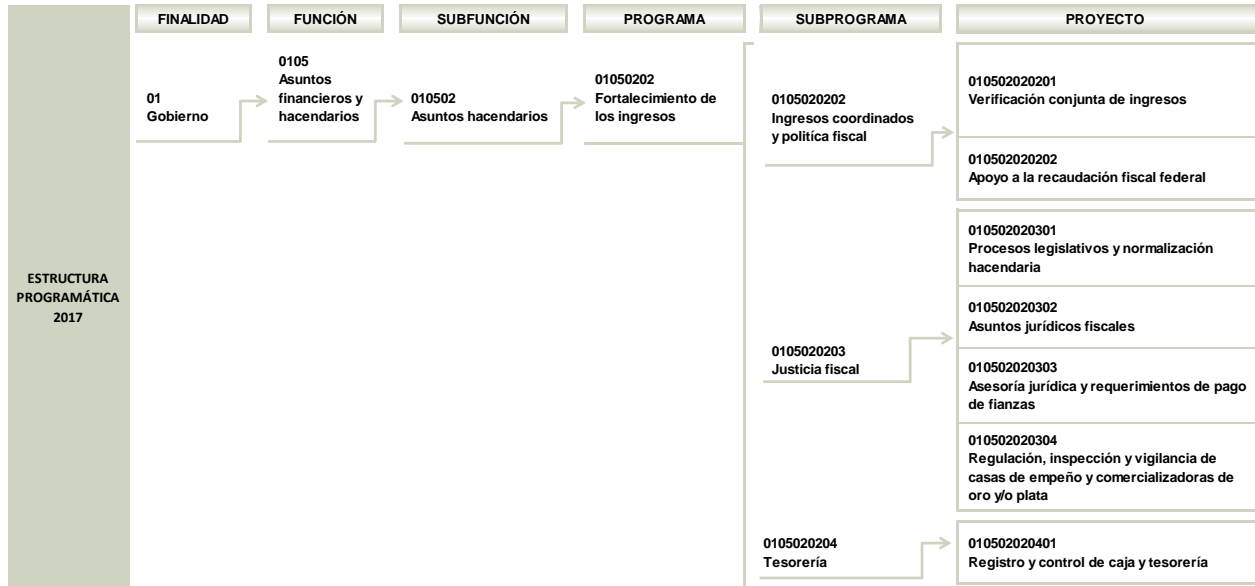 FINALIDAD
FUNCIÓN
SUBFUNCIÓN
PROGRAMA
SUBPROGRAMA
PROYECTO
ESTRUCTURA
PROGRAMÁTICA
2017
01
Gobierno
0105
Asuntos
financieros y
hacendarios
010502
Asuntos hacendarios
01050202
Fortalecimiento de
los ingresos
0105020202
Ingresos coordinados
y politíca fiscal
010502020201
Verificación conjunta de ingresos
010502020202
Apoyo a la recaudación fiscal federal
0105020203
Justicia fiscal
010502020301
Procesos legislativos y normalización
hacendaria
010502020302
Asuntos jurídicos fiscales
010502020303
Asesoría jurídica y requerimientos de pago
de fianzas
010502020304
Regulación, inspección y vigilancia de
casas de empeño y comercializadoras de
oro y/o plata
0105020204
Tesorería
010502020401
Registro y control de caja y tesorería